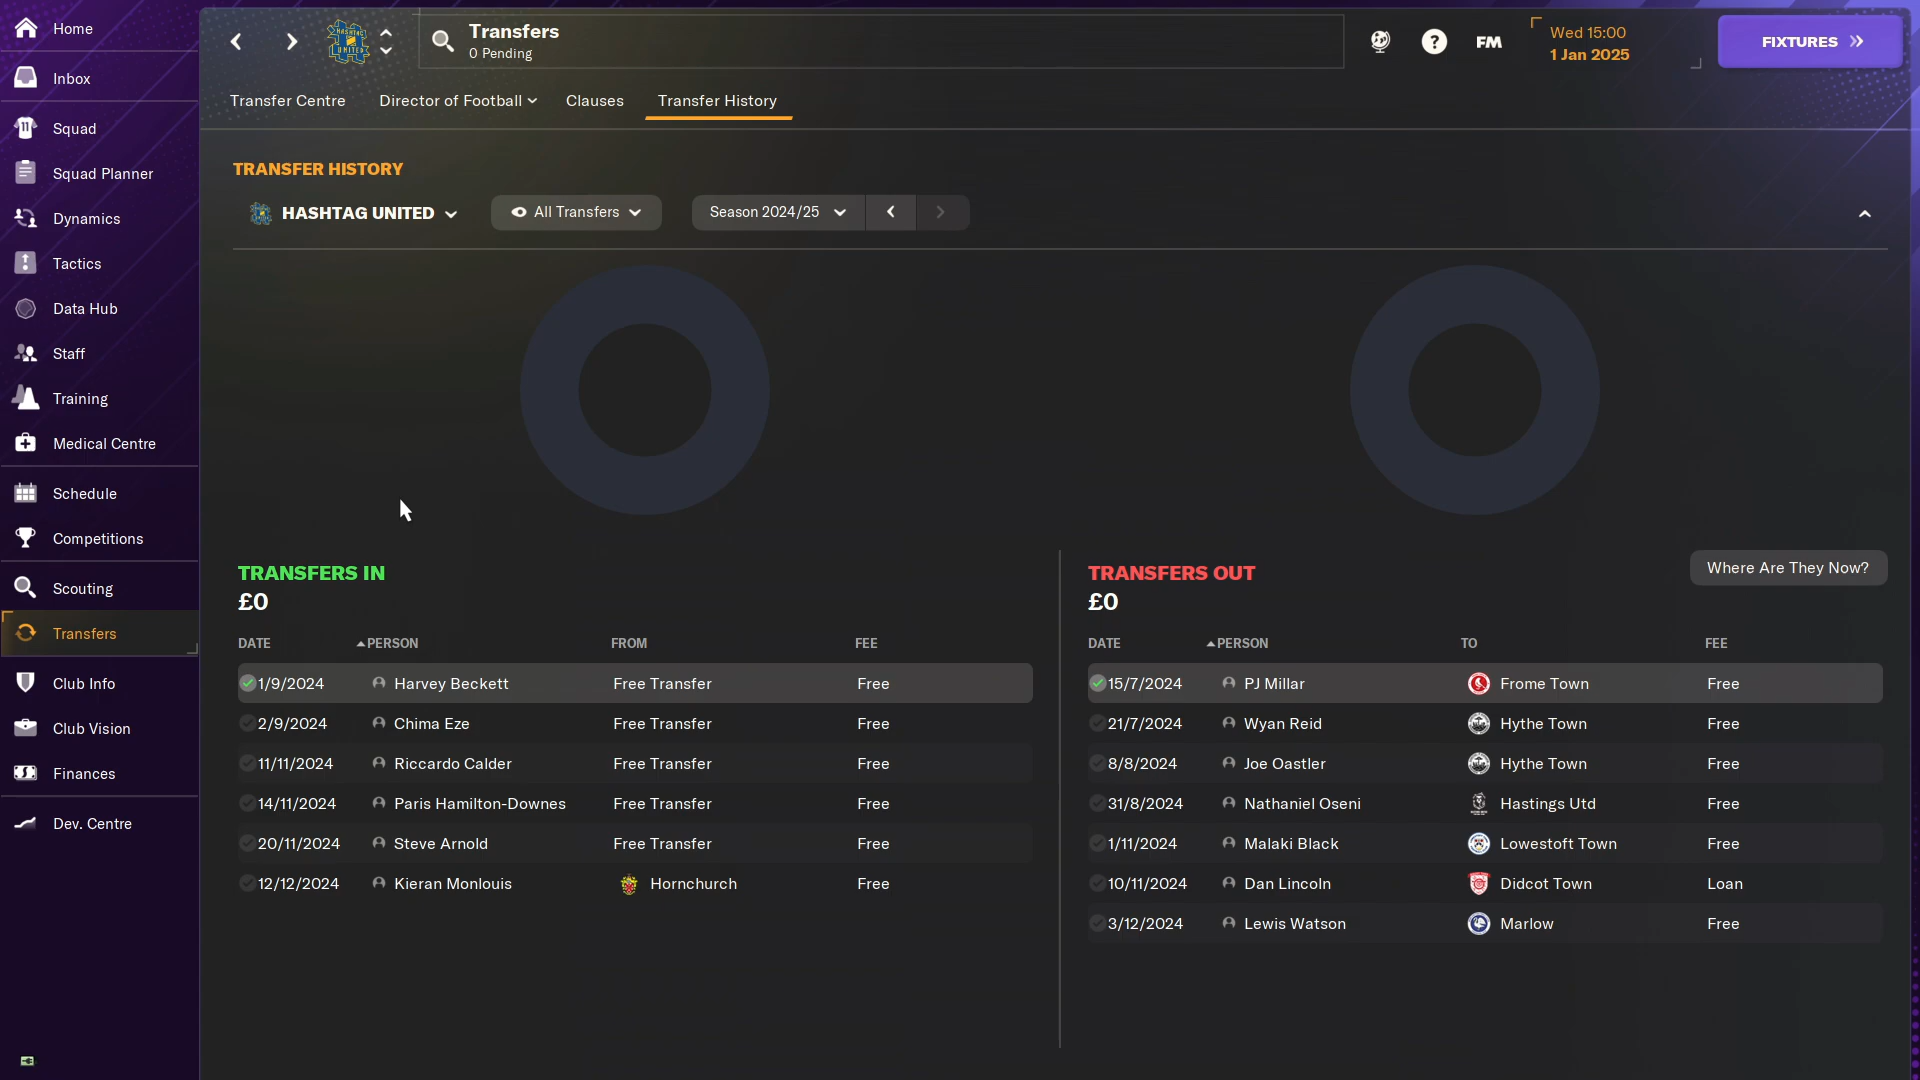 Home
Inbox
Squad
Squad Planner
Dynamics
Tactics
Data Hub
Staff
Training
Medical Centre
Schedule
Competitions
Scouting
Transfers
Club Info
Club Vision
Finances
Dev. Centre
HASHTAG
UNITED
Transfers
0 Pending
FM
Wed 15:00
1 Jan 2025
FIXTURES
Transfer Centre
Director of Football
Clauses
Transfer History
TRANSFER HISTORY
HASHTAG UNITED
All Transfers
Season 2024/25
TRANSFERS IN
£0
DATE PERSON FROM FEE
1/9/2024 Harvey Beckett Free Transfer Free
2/9/2024 Chima Eze Free Transfer Free
11/11/2024 Riccardo Calder Free Transfer Free
14/11/2024 Paris Hamilton-Downes Free Transfer Free
20/11/2024 Steve Arnold Free Transfer Free
12/12/2024 Kieran Monlouis Hornchurch Free
TRANSFERS OUT
£0
Where Are They Now?
DATE PERSON TO FEE
15/7/2024 PJ Millar Frome Town Free
21/7/2024 Wyan Reid Hythe Town Free
8/8/2024 Joe Oastler Hythe Town Free
31/8/2024 Nathaniel Oseni Hastings Utd Free
1/11/2024 Malaki Black Lowestoft Town Free
10/11/2024 Dan Lincoln Didcot Town Loan
3/12/2024 Lewis Watson Marlow Free